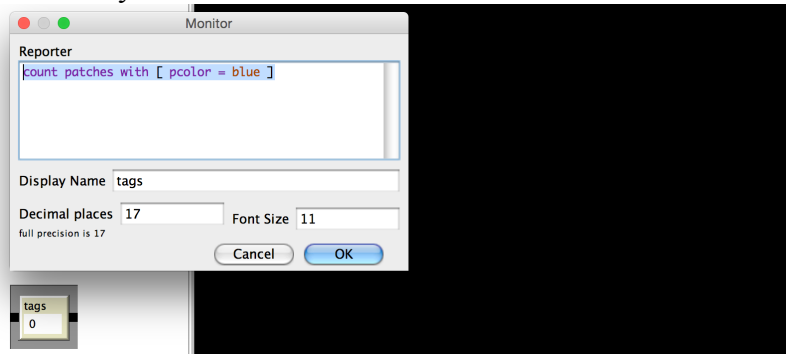 Monitor
Reporter
count patches with [ pcolor = blue ]
Display Name tags
Decimal places 17 Font Size 11
full precision is 17
Cancel OK
tags
0